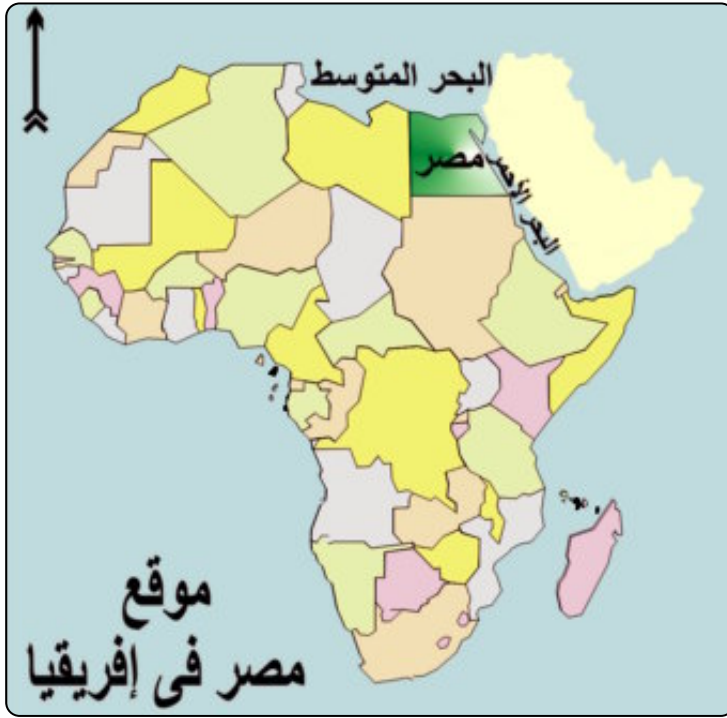 البحر المتوسط
مصر
البحر الأحمر
موقع
مصر فى إفريقيا